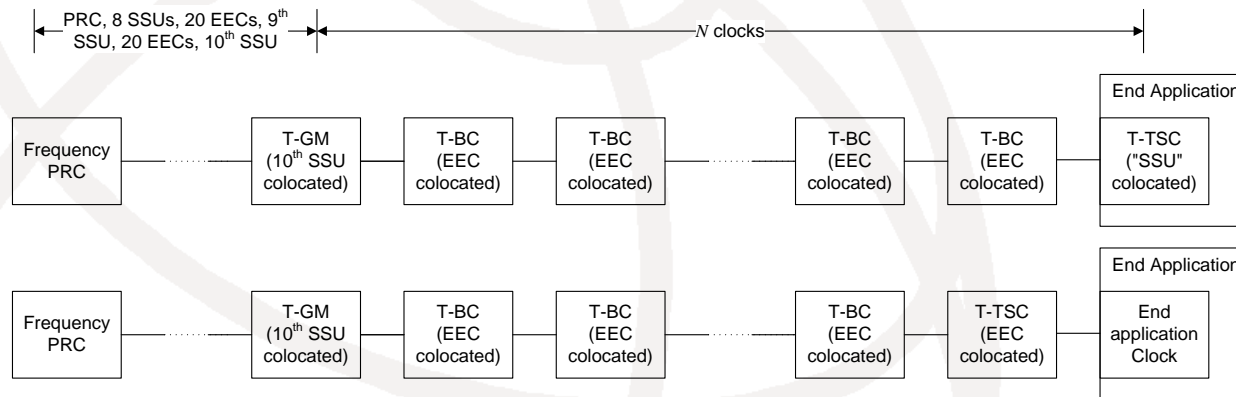 PRC, 8 SSUs, 20 EECs, 9th
SSU, 20 EECs, 10th SSU
N clocks
End Application
Frequency
PRC
T-GM
(10th SSU
colocated)
T-BC
(EEC
colocated)
T-BC
(EEC
colocated)
T-BC
(EEC
colocated)
T-BC
(EEC
colocated)
T-TSC
("SSU"
colocated)
End Application
Frequency
PRC
T-GM
(10th SSU
colocated)
T-BC
(EEC
colocated)
T-BC
(EEC
colocated)
T-BC
(EEC
colocated)
T-TSC
(EEC
colocated)
End
application
Clock